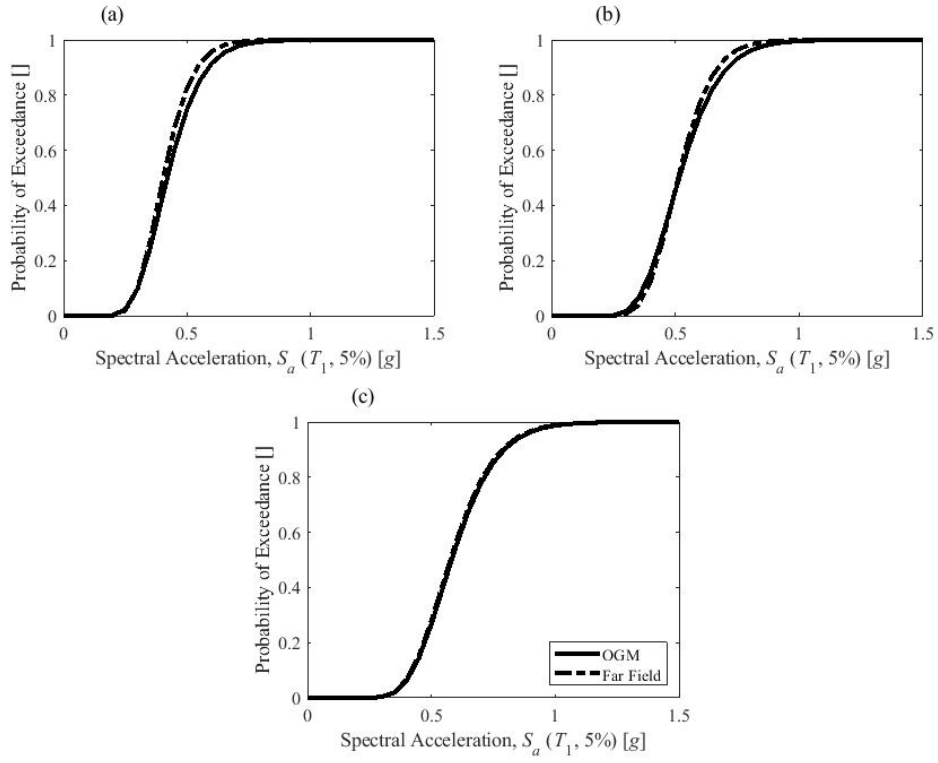 (a)
1
0.8
0.6
0.4
0.2
0
Probability of Exceedance []
0 0.5 1 1.5
Spectral Acceleration, Sₐ (T₁, 5%) [g]
(b)
1
0.8
0.6
0.4
0.2
0
Probability of Exceedance []
0 0.5 1 1.5
Spectral Acceleration, Sₐ (T₁, 5%) [g]
(c)
1
0.8
0.6
0.4
0.2
0
Probability of Exceedance []
OGM
Far Field
0 0.5 1 1.5
Spectral Acceleration, Sₐ (T₁, 5%) [g]